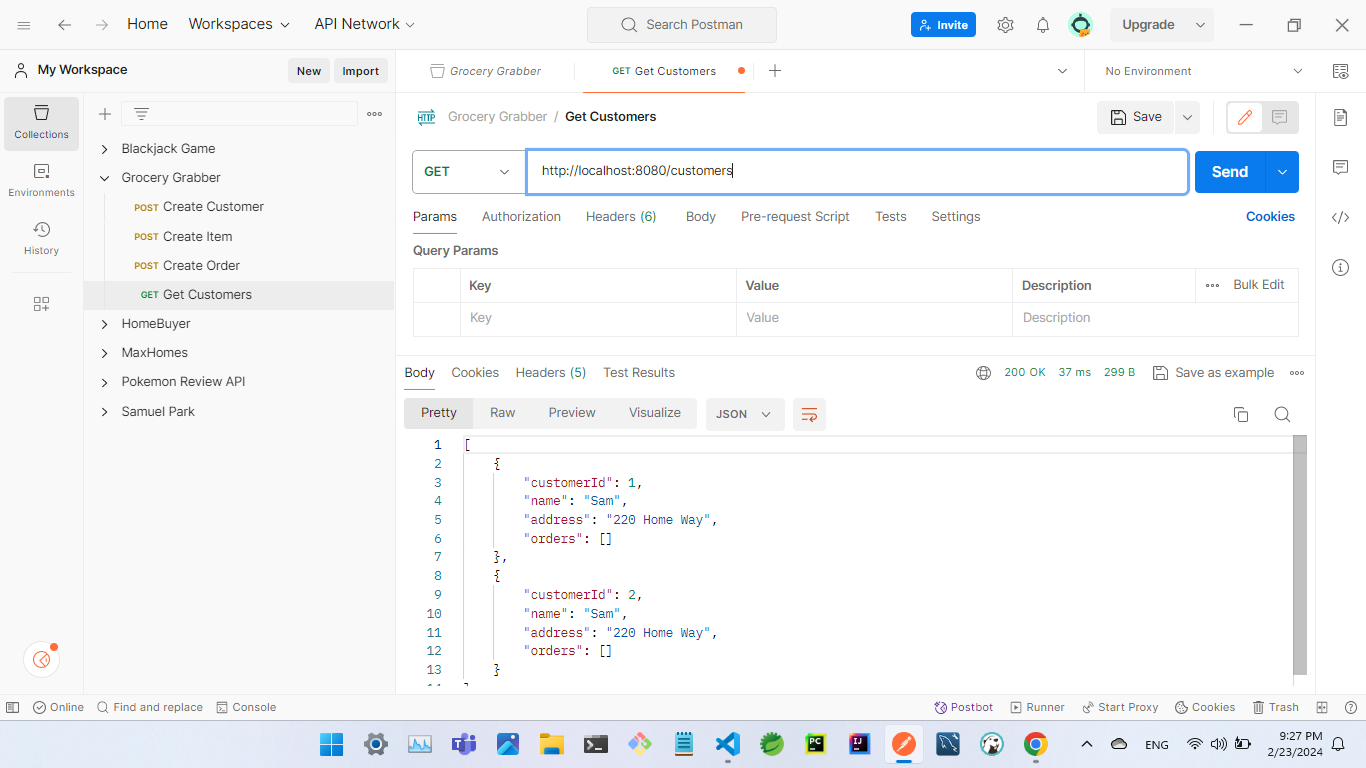 Home Workspaces API Network Search Postman Invite Upgrade
My Workspace New Import Grocery Grabber GET Get Customers No Environment
Collections
Environments
History
Blackjack Game
Grocery Grabber
POST Create Customer
POST Create Item
POST Create Order
GET Get Customers
HomeBuyer
MaxHomes
Pokemon Review API
Samuel Park
HTTP Grocery Grabber / Get Customers Save
GET http://localhost:8080/customers Send
Params Authorization Headers (6) Body Pre-request Script Tests Settings Cookies
Query Params
Key Value Description Bulk Edit
Key Value Description
Body Cookies Headers (5) Test Results 200 OK 37 ms 299 B Save as example
Pretty Raw Preview Visualize JSON
1 [
2 {
3 "customerId": 1,
4 "name": "Sam",
5 "address": "220 Home Way",
6 "orders": []
7 },
8 {
9 "customerId": 2,
10 "name": "Sam",
11 "address": "220 Home Way",
12 "orders": []
13 }
Online Find and replace Console Postbot Runner Start Proxy Cookies Trash
PC IJ ENG 9:27 PM
2/23/2024